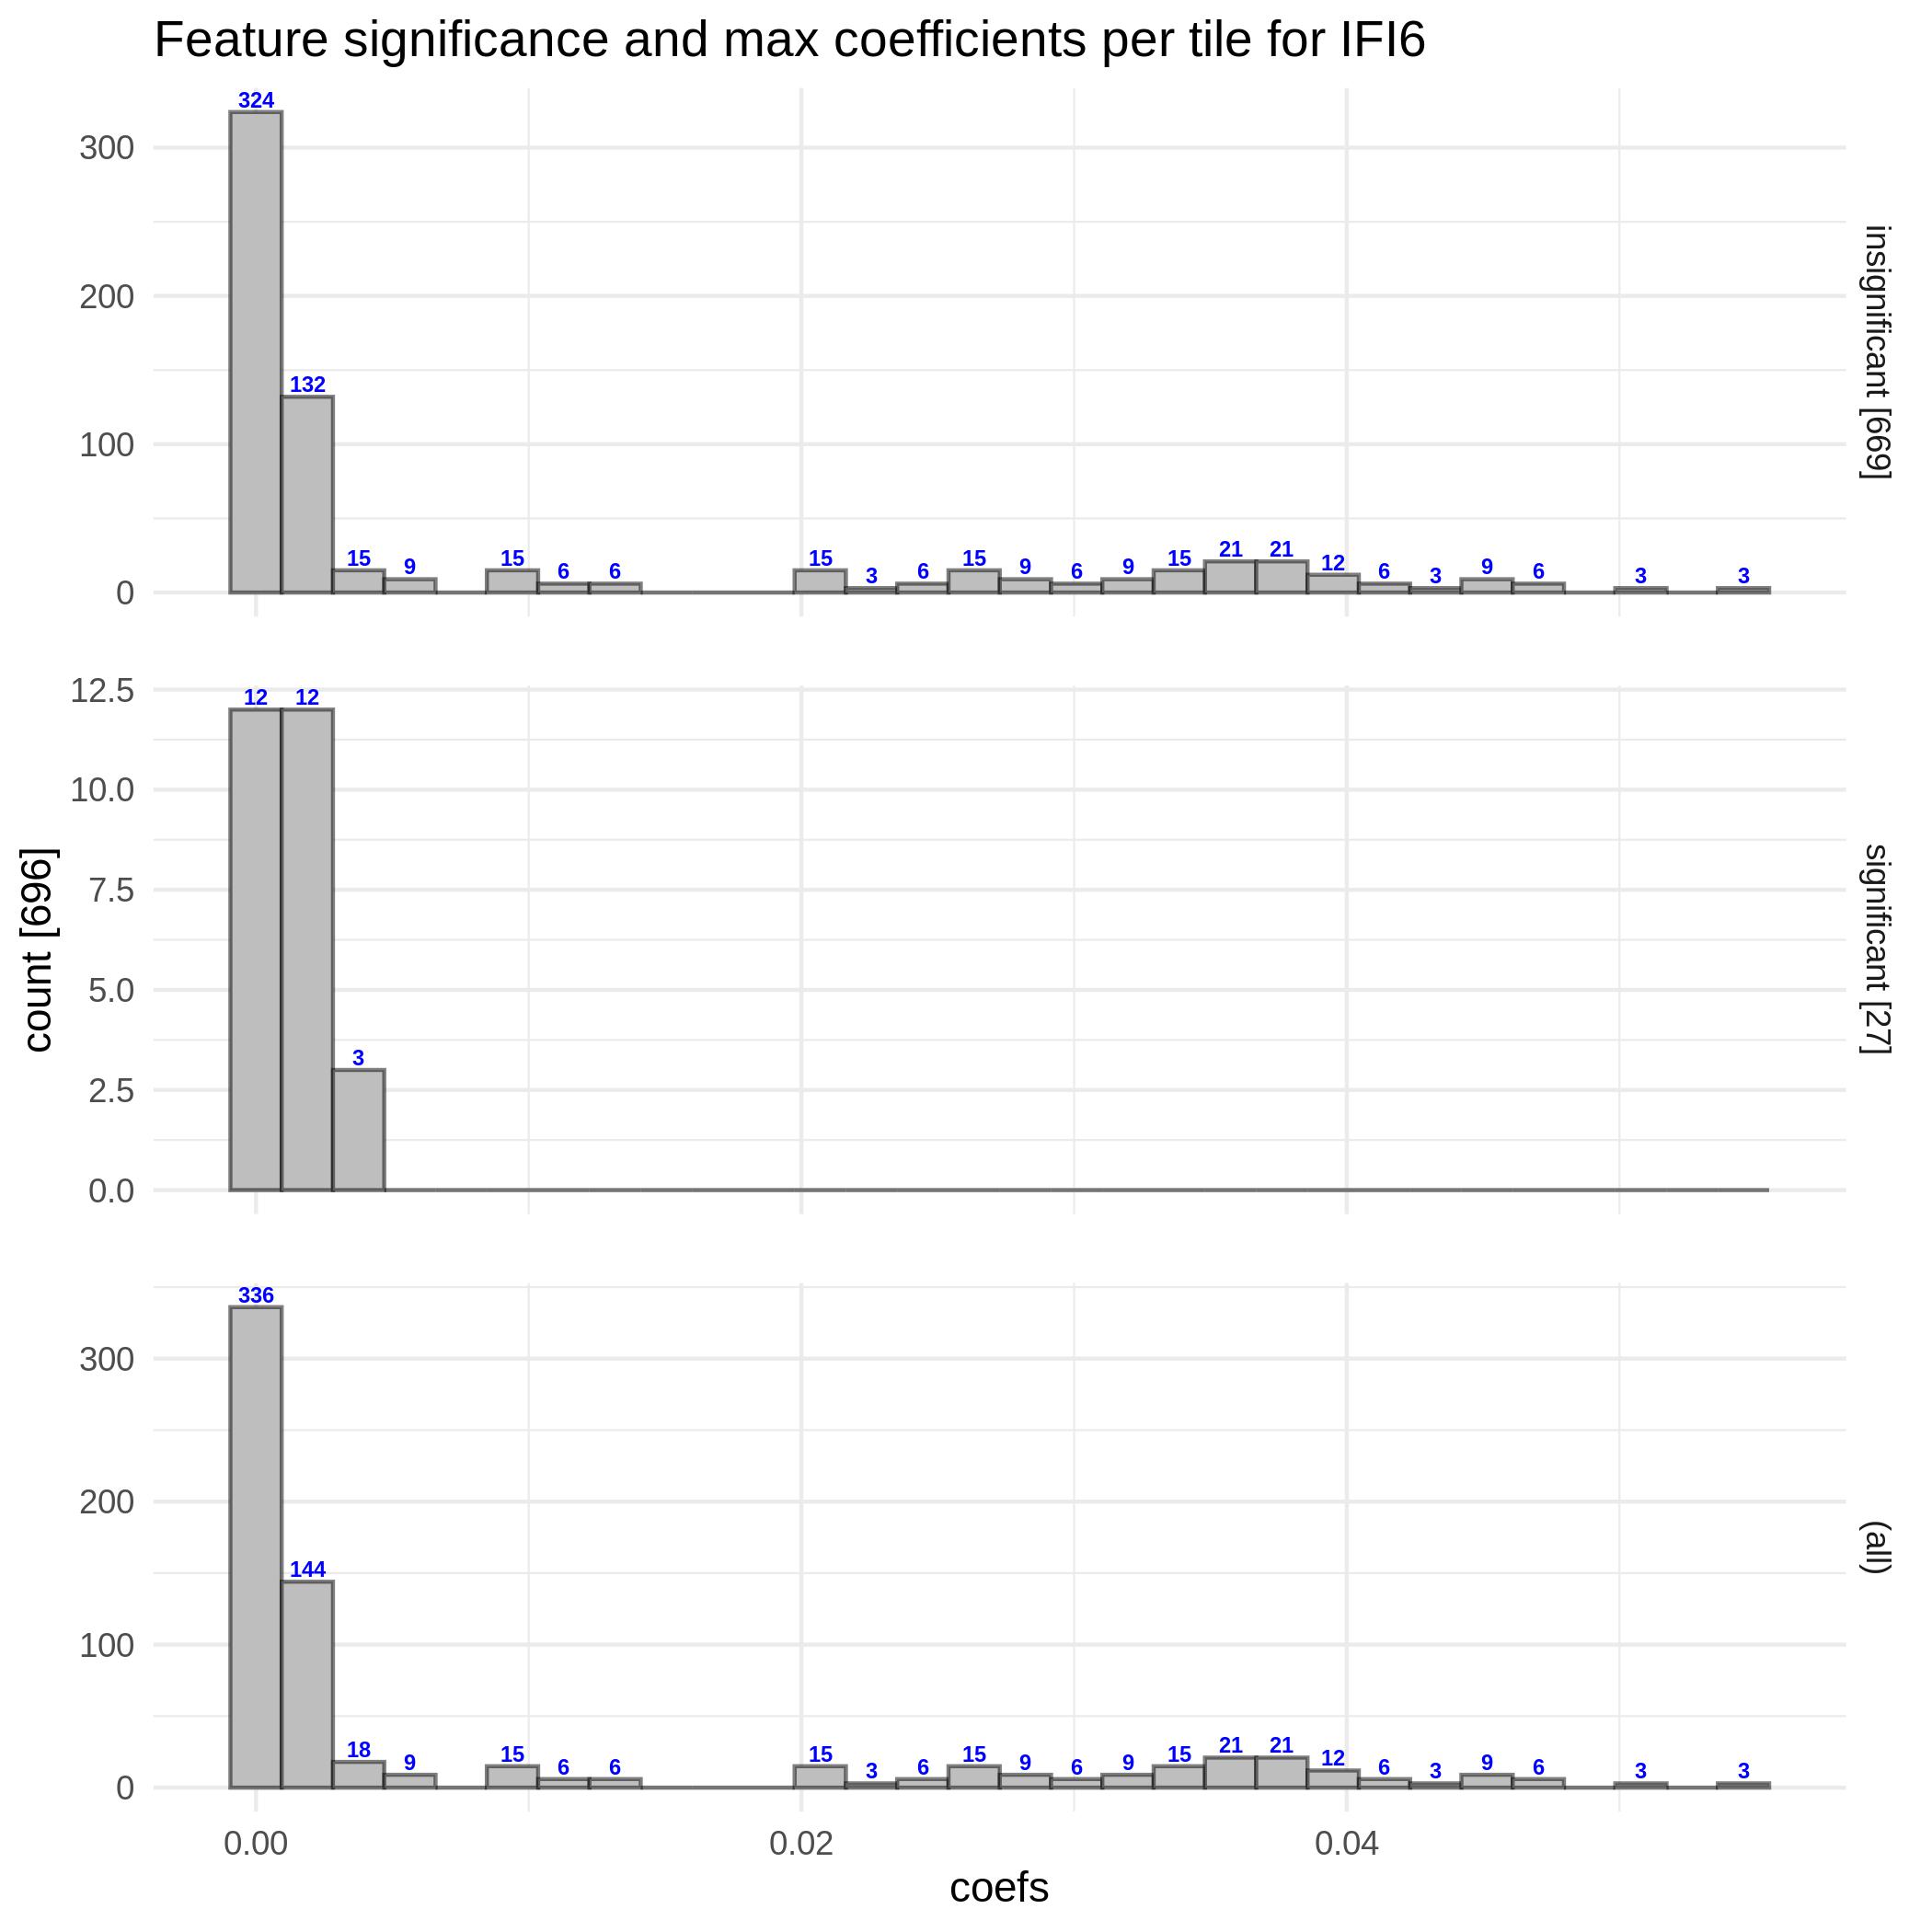 Feature significance and max coefficients per tile for IFI6
324
300
132
200
100
15 9 15 6 6 15 3 6 15 9 6 9 15 21 21 12 6 3 9 6 3 3
0
insignificant [669]
12.5
12 12
10.0
7.5
5.0
3
2.5
0.0
significant [27]
count [696]
336
300
200
144
100
18 9 15 6 6 15 3 6 15 9 6 9 15 21 21 12 6 3 9 6 3 3
0
(all)
0.00 0.02 0.04
coefs